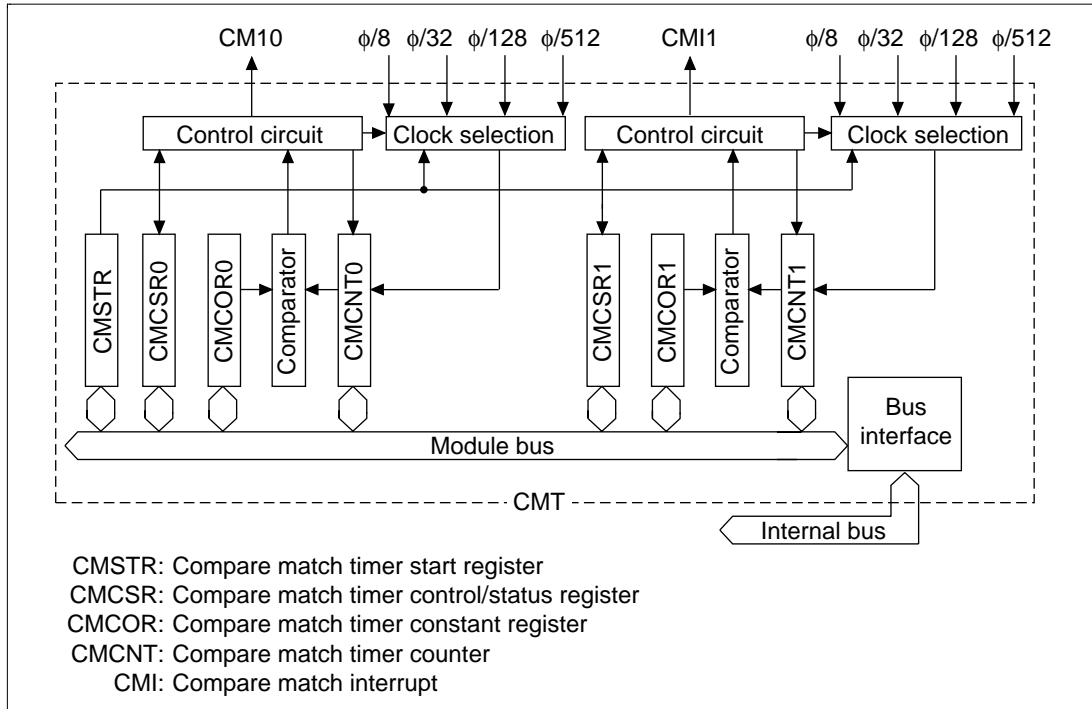 CM10 ϕ/8 ϕ/32 ϕ/128 ϕ/512 CMI1 ϕ/8 ϕ/32 ϕ/128 ϕ/512
Control circuit Clock selection Control circuit Clock selection
CMSTR
CMCSR0
CMCOR0
Comparator
CMCNT0
CMCSR1
CMCOR1
Comparator
CMCNT1
Bus
interface
Module bus
CMT
Internal bus
CMSTR: Compare match timer start register
CMCSR: Compare match timer control/status register
CMCOR: Compare match timer constant register
CMCNT: Compare match timer counter
CMI: Compare match interrupt